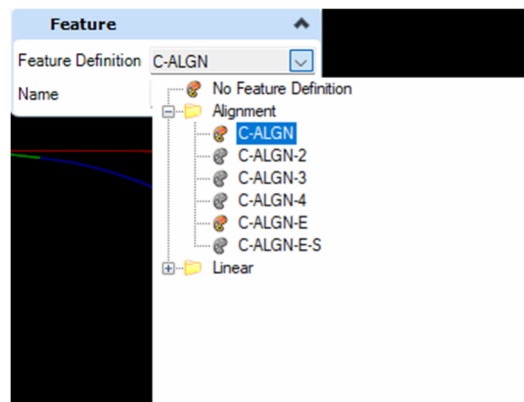 Feature
Feature Definition C-ALGN
Name
No Feature Definition
Alignment
C-ALGN
C-ALGN-2
C-ALGN-3
C-ALGN-4
C-ALGN-E
C-ALGN-E-S
Linear